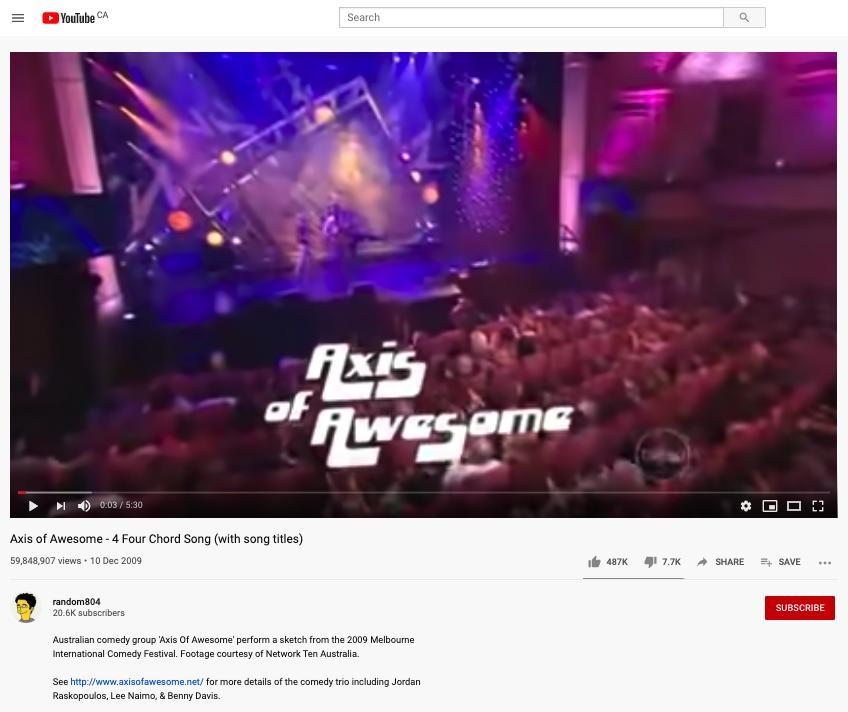 YouTube CA
Search
Axis
of Awesome
0:03 / 5:30
Axis of Awesome - 4 Four Chord Song (with song titles)
59,848,907 views • 10 Dec 2009
487K 7.7K SHARE SAVE
random804
20.6K subscribers
SUBSCRIBE
Australian comedy group 'Axis Of Awesome' perform a sketch from the 2009 Melbourne
International Comedy Festival. Footage courtesy of Network Ten Australia.
See http://www.axisofawesome.net/ for more details of the comedy trio including Jordan
Raskopoulos, Lee Naimo, & Benny Davis.